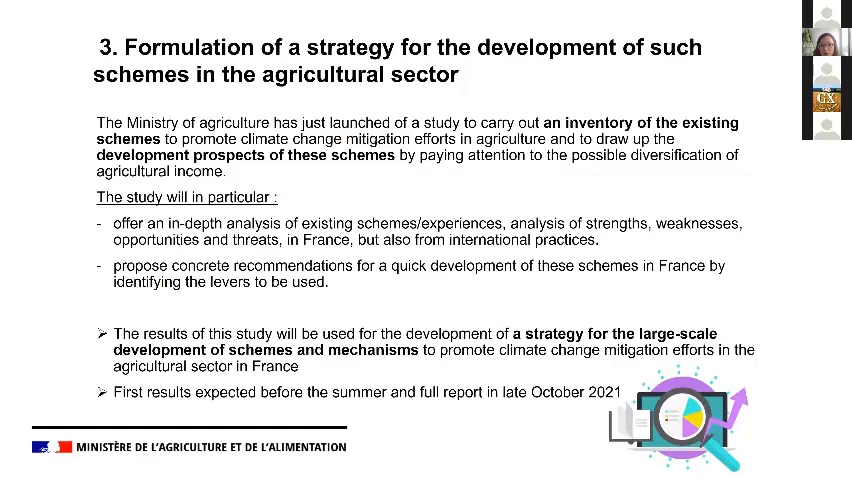 3. Formulation of a strategy for the development of such
schemes in the agricultural sector
The Ministry of agriculture has just launched of a study to carry out an inventory of the existing
schemes to promote climate change mitigation efforts in agriculture and to draw up the
development prospects of these schemes by paying attention to the possible diversification of
agricultural income.
The study will in particular :
- offer an in-depth analysis of existing schemes/experiences, analysis of strengths, weaknesses,
opportunities and threats, in France, but also from international practices.
- propose concrete recommendations for a quick development of these schemes in France by
identifying the levers to be used.
➢ The results of this study will be used for the development of a strategy for the large-scale
development of schemes and mechanisms to promote climate change mitigation efforts in the
agricultural sector in France
➢ First results expected before the summer and full report in late October 2021
MINISTÈRE DE L'AGRICULTURE ET DE L'ALIMENTATION
GX